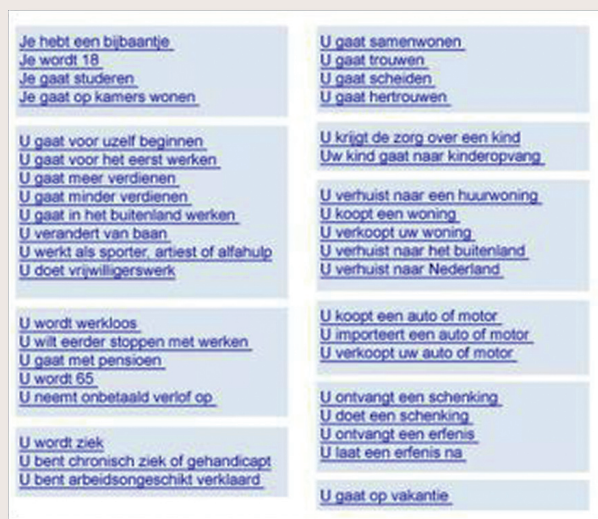 Je hebt een bijbaantje
Je wordt 18
Je gaat studeren
Je gaat op kamers wonen
U gaat voor uzelf beginnen
U gaat voor het eerst werken
U gaat meer verdienen
U gaat minder verdienen
U gaat in het buitenland werken
U verandert van baan
U werkt als sporter, artiest of alfahulp
U doet vrijwilligerswerk
U wordt werkloos
U wilt eerder stoppen met werken
U gaat met pensioen
U wordt 65
U neemt onbetaald verlof op
U wordt ziek
U bent chronisch ziek of gehandicapt
U bent arbeidsongeschikt verklaard
U gaat samenwonen
U gaat trouwen
U gaat scheiden
U gaat hertrouwen
U krijgt de zorg over een kind
Uw kind gaat naar kinderopvang
U verhuist naar een huurwoning
U koopt een woning
U verkoopt uw woning
U verhuist naar het buitenland
U verhuist naar Nederland
U koopt een auto of motor
U importeert een auto of motor
U verkoopt uw auto of motor
U ontvangt een schenking
U doet een schenking
U ontvangt een erfenis
U laat een erfenis na
U gaat op vakantie